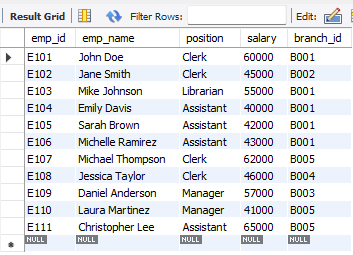 Result Grid Filter Rows: Edit:
emp_id emp_name position salary branch_id
E101 John Doe Clerk 60000 B001
E102 Jane Smith Clerk 45000 B002
E103 Mike Johnson Librarian 55000 B001
E104 Emily Davis Assistant 40000 B001
E105 Sarah Brown Assistant 42000 B001
E106 Michelle Ramirez Assistant 43000 B001
E107 Michael Thompson Clerk 62000 B005
E108 Jessica Taylor Clerk 46000 B004
E109 Daniel Anderson Manager 57000 B003
E110 Laura Martinez Manager 41000 B005
E111 Christopher Lee Assistant 65000 B005
NULL NULL NULL NULL NULL